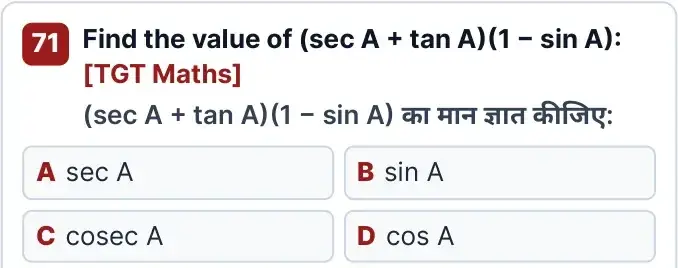 71 Find the value of (sec A + tan A)(1 − sin A):
[TGT Maths]
(sec A + tan A)(1 − sin A) का मान ज्ञात कीजिए:
A sec A
B sin A
C cosec A
D cos A